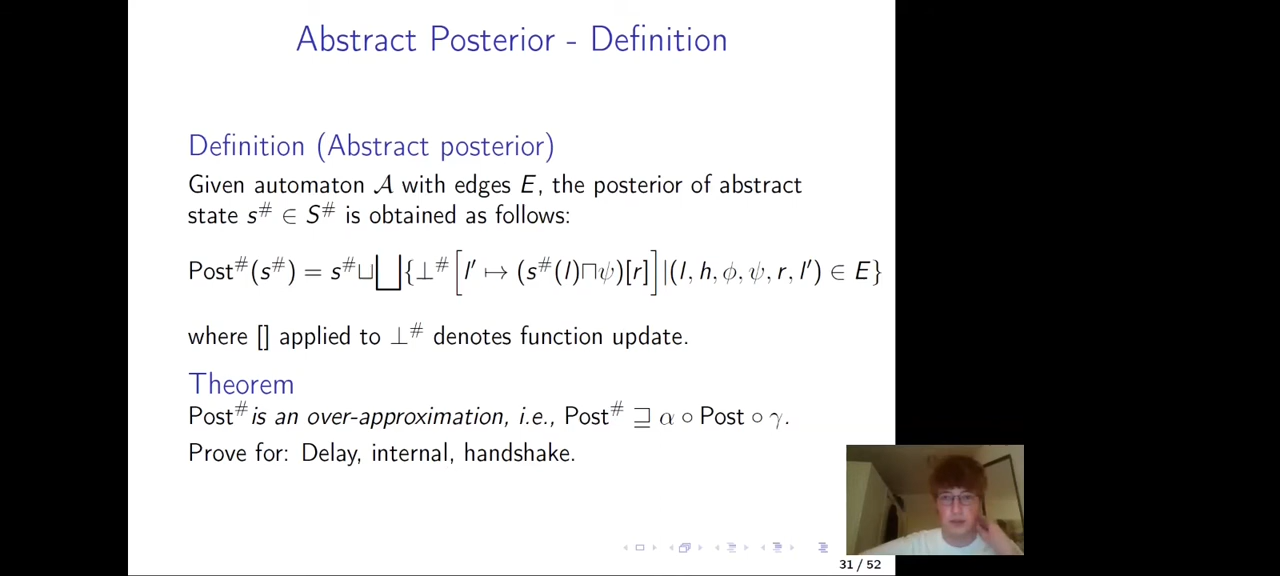 Abstract Posterior - Definition
Definition (Abstract posterior)
Given automaton 𝒜 with edges E, the posterior of abstract
state s# ∈ S# is obtained as follows:
Post#(s#) = s#⊔⨆{⊥#[l′ ↦ (s#(l)⊓ψ)[r]]|(l, h, ϕ, ψ, r, l′) ∈ E}
where [] applied to ⊥# denotes function update.
Theorem
Post# is an over-approximation, i.e., Post# ⊒ α ∘ Post ∘ γ.
Prove for: Delay, internal, handshake.
31 / 52